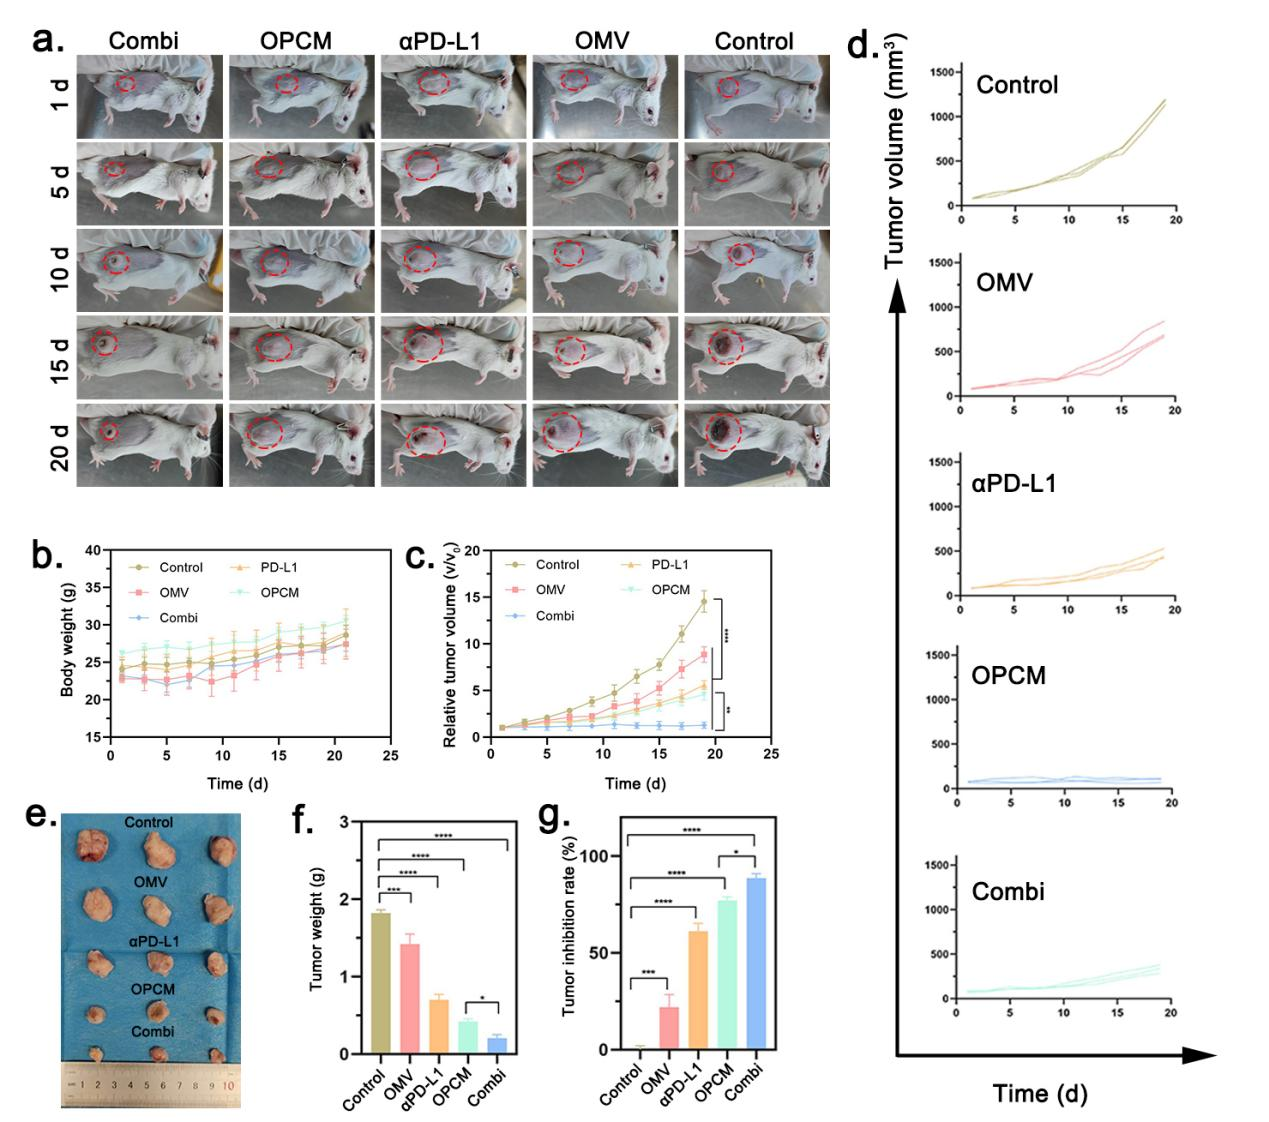 a.
Combi OPCM αPD-L1 OMV Control
1 d
5 d
10 d
15 d
20 d
b.
Body weight (g)
40
35
30
25
20
15
0 5 10 15 20 25
Time (d)
Control PD-L1
OMV OPCM
Combi
c.
Relative tumor volume (v/v₀)
20
15
10
5
0
0 5 10 15 20 25
Time (d)
Control PD-L1
OMV OPCM
Combi
****
**
d.
Tumor volume (mm³)
Control
1500
1000
500
0
0 5 10 15 20
OMV
1500
1000
500
0
0 5 10 15 20
αPD-L1
1500
1000
500
0
0 5 10 15 20
OPCM
1500
1000
500
0
0 5 10 15 20
Combi
1500
1000
500
0
0 5 10 15 20
Time (d)
e.
Control
OMV
αPD-L1
OPCM
Combi
cm 1 2 3 4 5 6 7 8 9 10
f.
Tumor weight (g)
3
2
1
0
****
****
****
***
*
Control OMV αPD-L1 OPCM Combi
g.
Tumor inhibition rate (%)
100
50
0
****
*
****
****
***
Control OMV αPD-L1 OPCM Combi